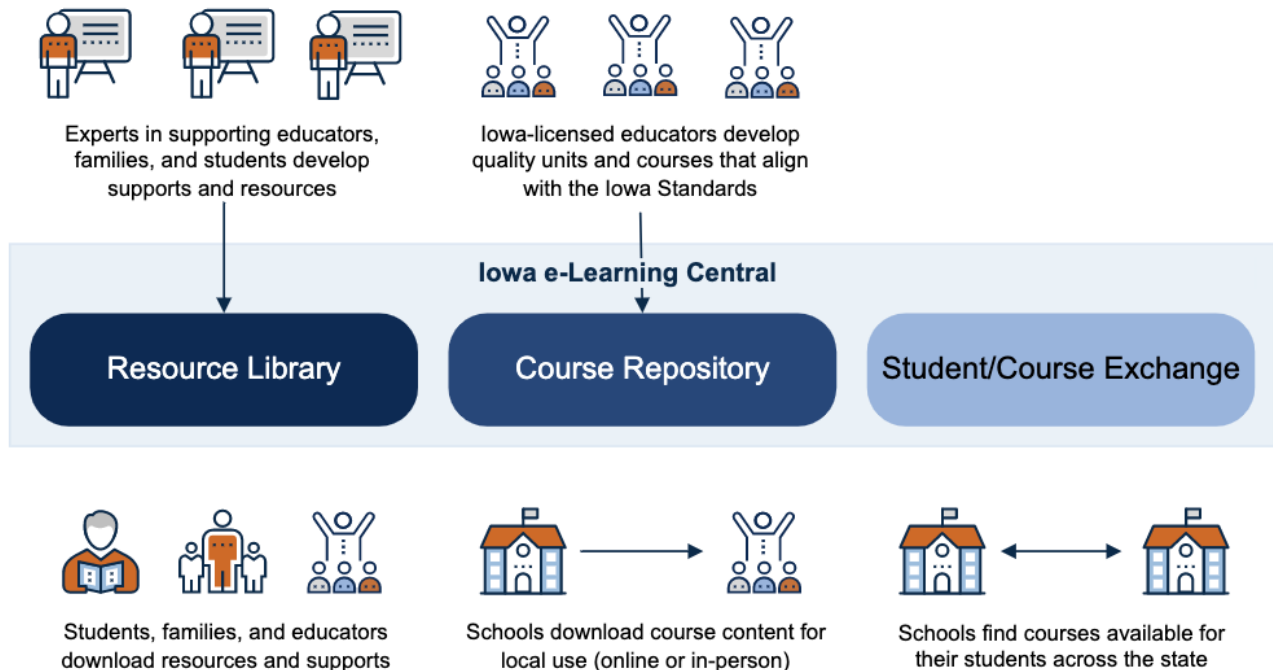 Experts in supporting educators,
families, and students develop
supports and resources
Iowa-licensed educators develop
quality units and courses that align
with the Iowa Standards
Iowa e-Learning Central
Resource Library
Course Repository
Student/Course Exchange
Students, families, and educators
download resources and supports
Schools download course content for
local use (online or in-person)
Schools find courses available for
their students across the state